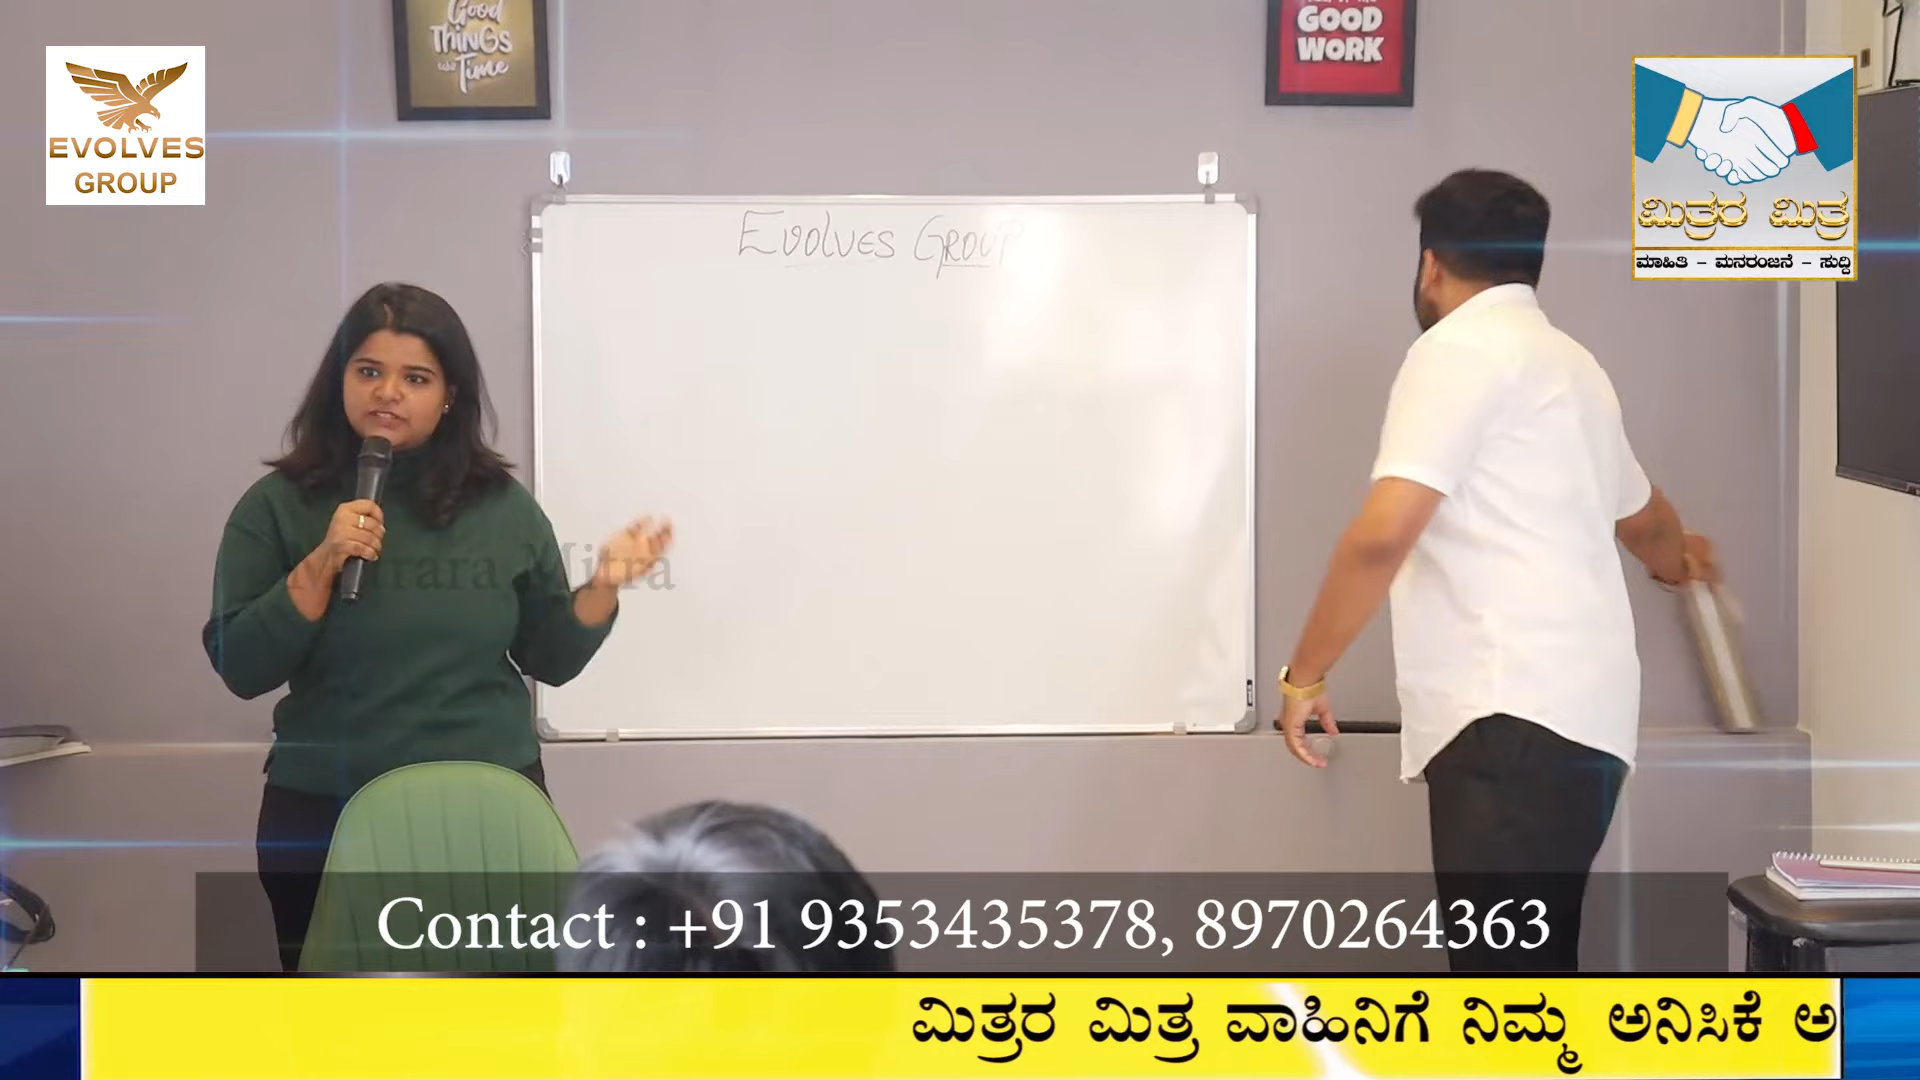 Good
Things
take Time
GOOD
WORK
EVOLVES
GROUP
ಮಿತ್ರರ ಮಿತ್ರ
ಮಾಹಿತಿ – ಮನರಂಜನೆ – ಸುದ್ದಿ
EVOLVES GROUP
Mitrara Mitra
Contact : +91 9353435378, 8970264363
ಮಿತ್ರರ ಮಿತ್ರ ವಾಹಿನಿಗೆ ನಿಮ್ಮ ಅನಿಸಿಕೆ ಅ